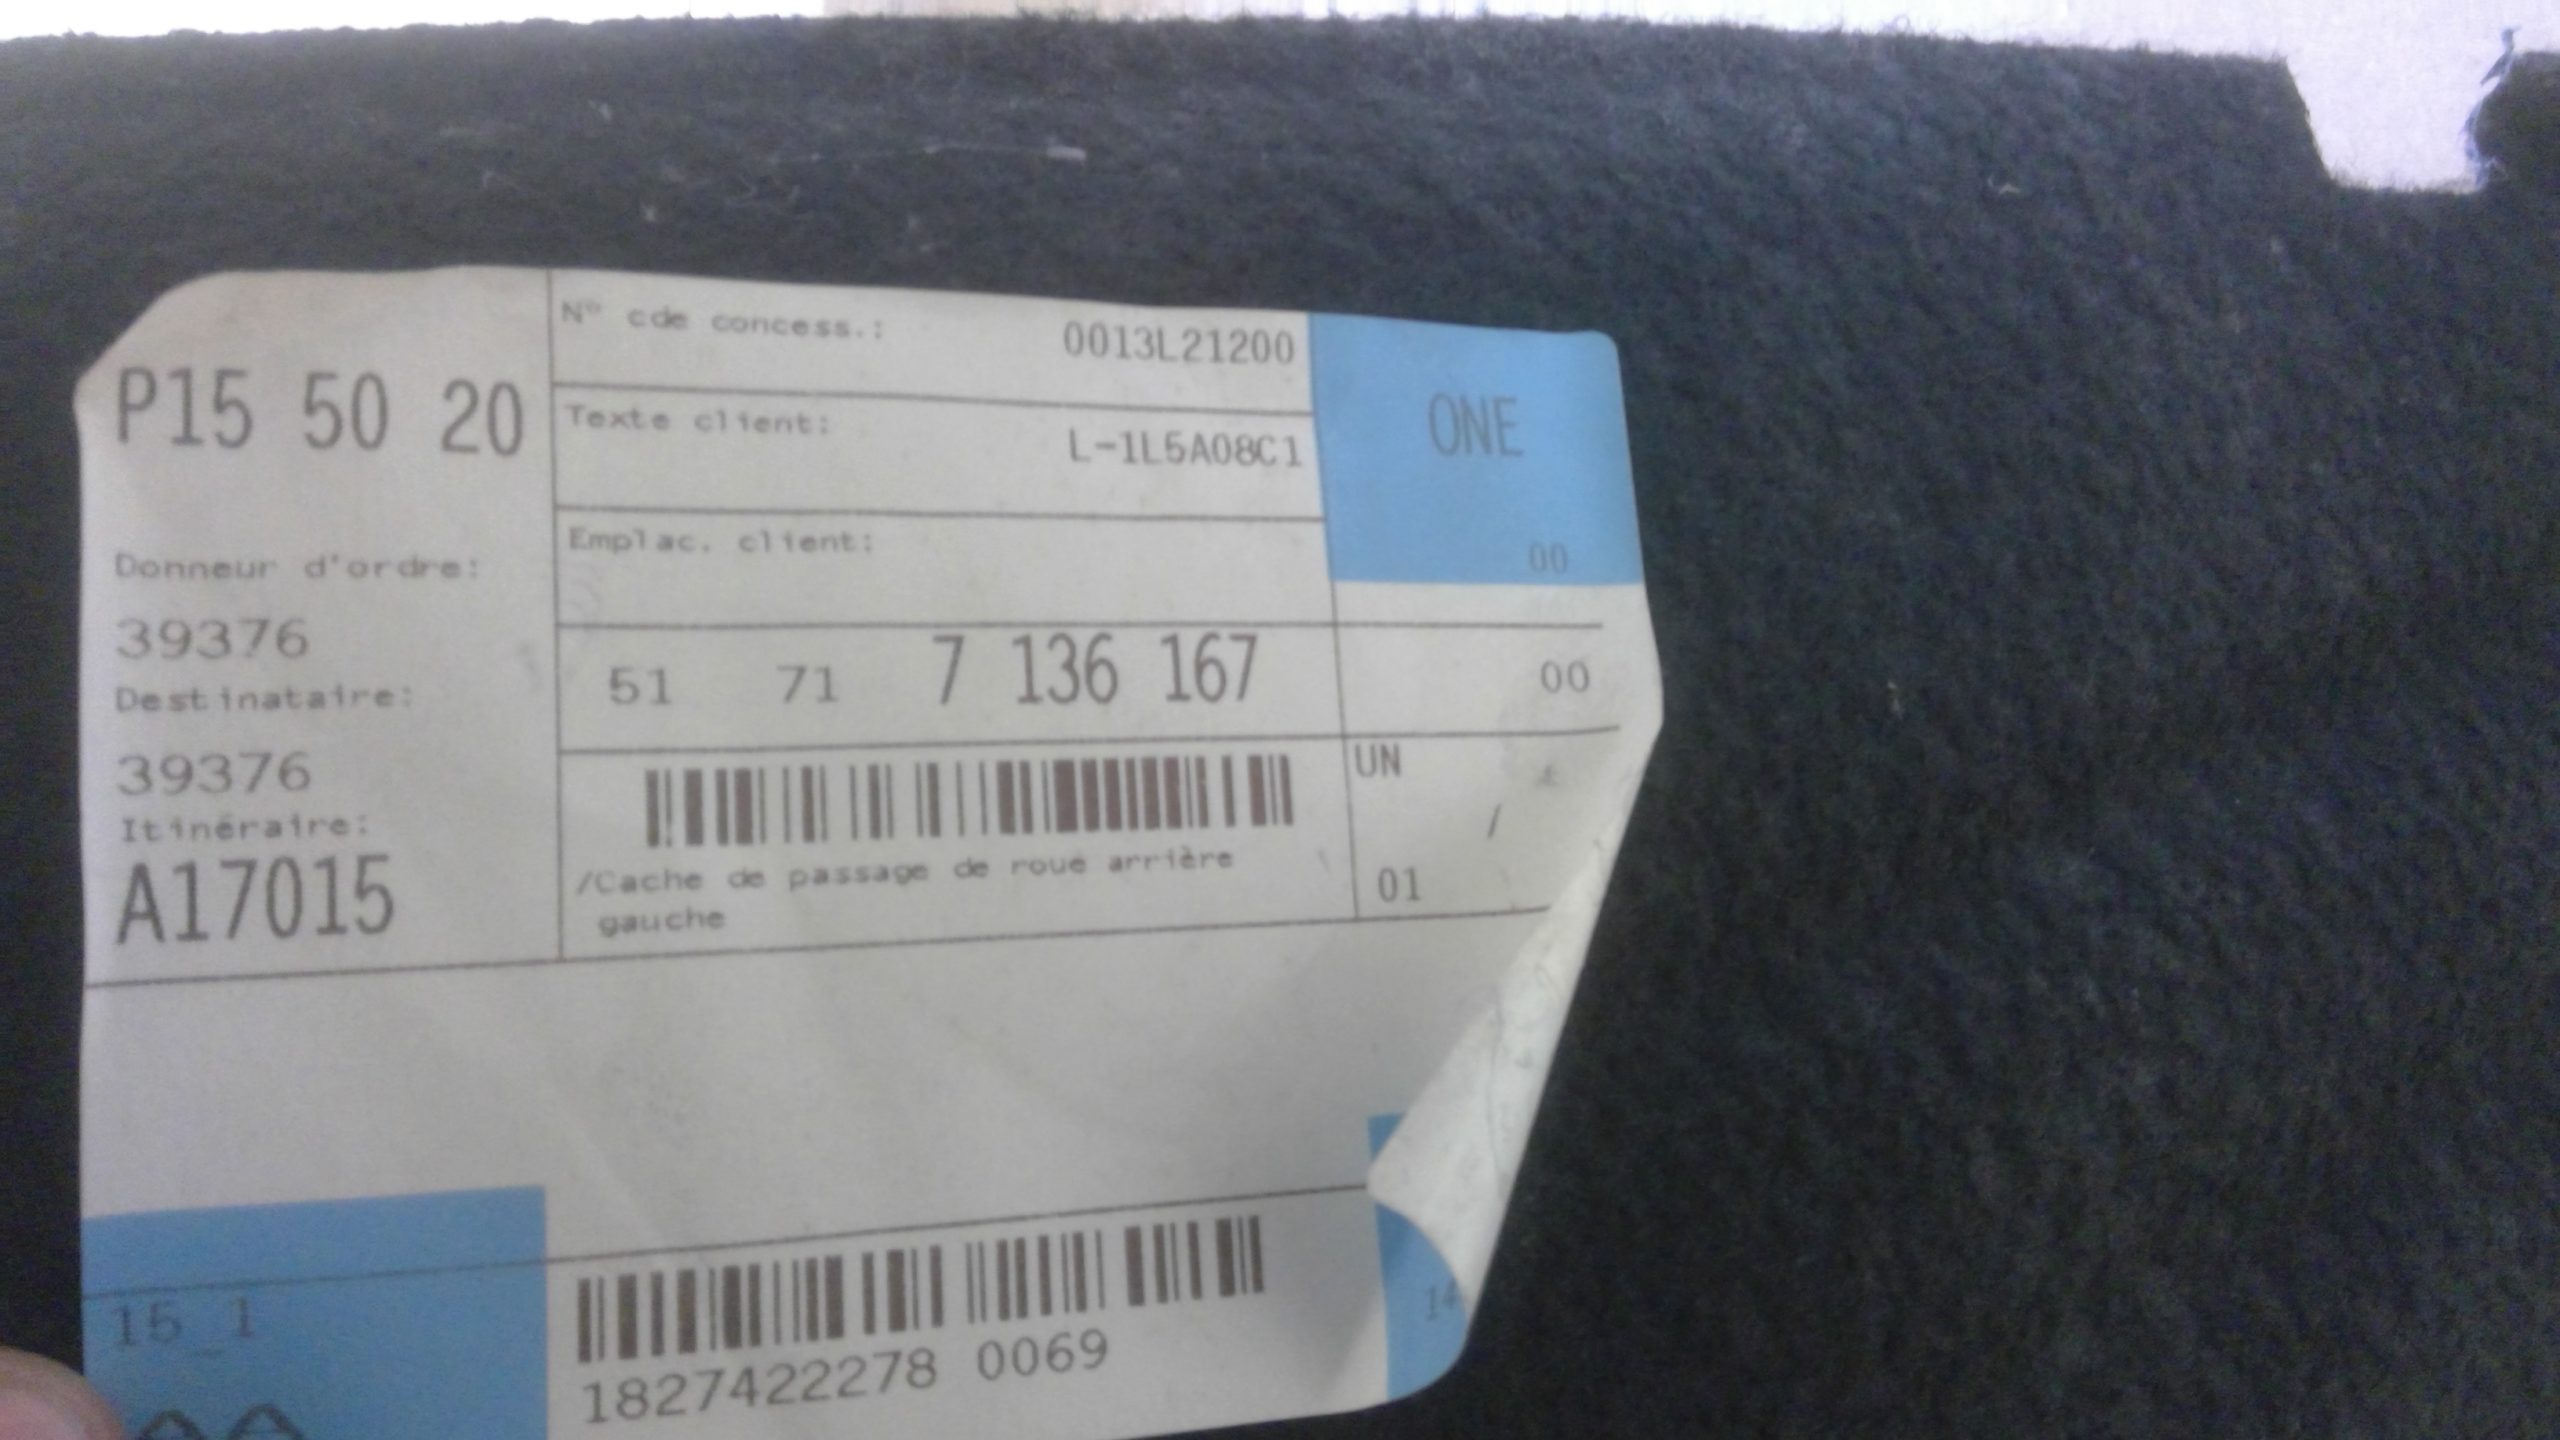 P15 50 20
Donneur d'ordre:
39376
Destinataire:
39376
Itinéraire:
A17015
N° cde concess.:
0013L21200
Texte client:
L-1L5A08C1
Emplac. client:
51 71 7 136 167
/Cache de passage de roue arrière
gauche
ONE
00
00
UN
/
01
15_1
1827422278 0069
14